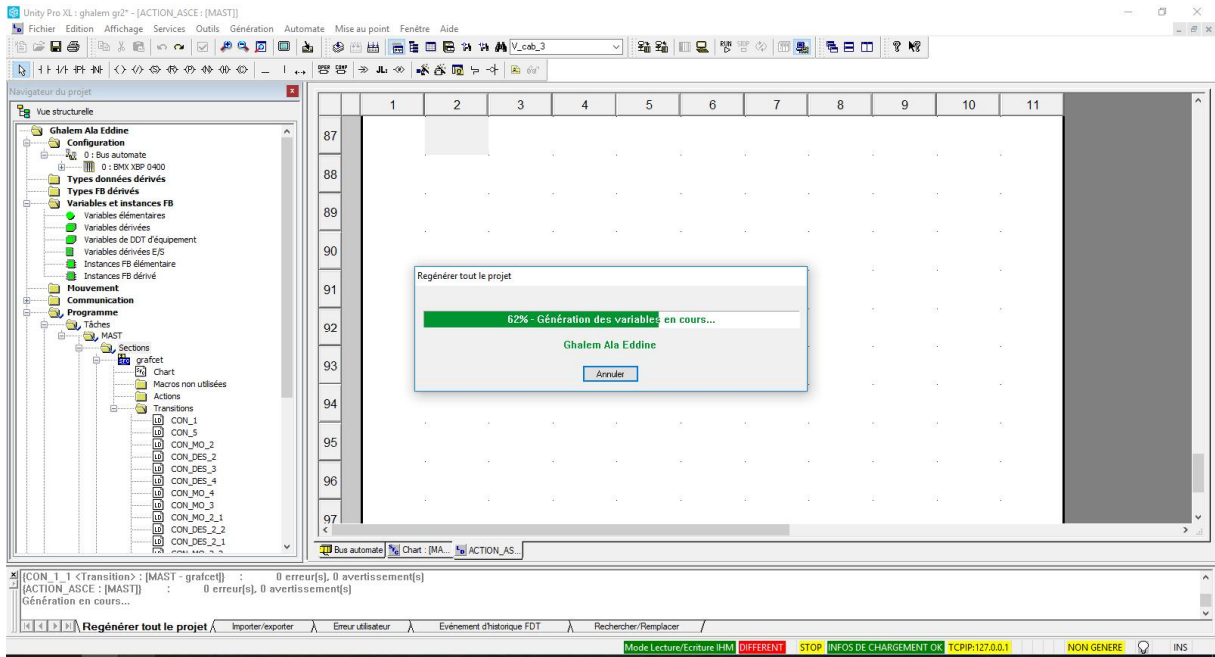 Unity Pro XL : ghalem gr2* - [ACTION_ASCE : [MAST]]
Fichier Edition Affichage Services Outils Génération Automate Mise au point Fenêtre Aide
V_cab_3
Navigateur du projet
Vue structurelle
Ghalem Ala Eddine
Configuration
0 : Bus automate
0 : BMX XBP 0400
Types données dérivés
Types FB dérivés
Variables et instances FB
Variables élémentaires
Variables dérivées
Variables de DDT d'équipement
Variables dérivées E/S
Instances FB élémentaire
Instances FB dérivé
Mouvement
Communication
Programme
Tâches
MAST
Sections
grafcet
Chart
Macros non utilisées
Actions
Transitions
CON_1
CON_5
CON_MO_2
CON_DES_2
CON_DES_3
CON_DES_4
CON_MO_4
CON_MO_3
CON_MO_2_1
CON_DES_2_2
CON_DES_2_1
1 2 3 4 5 6 7 8 9 10 11
87
88
89
90
91
92
93
94
95
96
97
Regénérer tout le projet
62% - Génération des variables en cours...
Ghalem Ala Eddine
Annuler
Bus automate Chart : [MA... ACTION_AS...
{CON_1_1 <Transition> : [MAST - grafcet]} : 0 erreur(s), 0 avertissement(s)
{ACTION_ASCE : [MAST]} : 0 erreur(s), 0 avertissement(s)
Génération en cours...
Regénérer tout le projet Importer/exporter Erreur utilisateur Evénement d'historique FDT Rechercher/Remplacer
Mode Lecture/Ecriture IHM DIFFERENT STOP INFOS DE CHARGEMENT OK TCPIP:127.0.0.1 NON GENERE INS